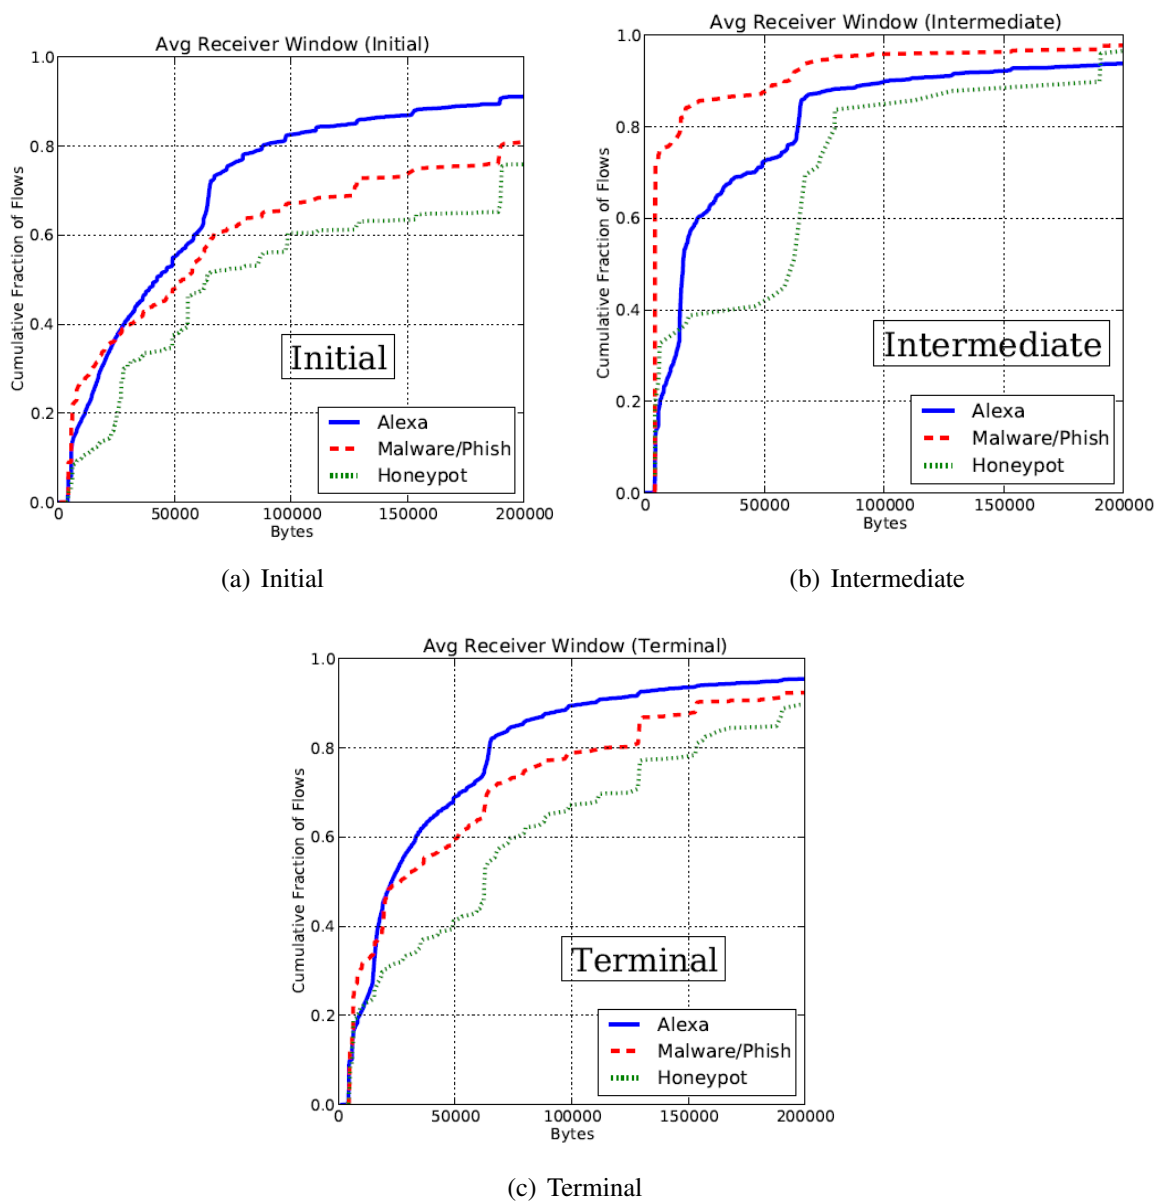 Avg Receiver Window (Initial)
Cumulative Fraction of Flows
1.0
0.8
0.6
0.4
0.2
0.0
Initial
Alexa
Malware/Phish
Honeypot
0 50000 100000 150000 200000
Bytes
(a) Initial
Avg Receiver Window (Intermediate)
Cumulative Fraction of Flows
1.0
0.8
0.6
0.4
0.2
0.0
Intermediate
Alexa
Malware/Phish
Honeypot
0 50000 100000 150000 200000
Bytes
(b) Intermediate
Avg Receiver Window (Terminal)
Cumulative Fraction of Flows
1.0
0.8
0.6
0.4
0.2
0.0
Terminal
Alexa
Malware/Phish
Honeypot
0 50000 100000 150000 200000
Bytes
(c) Terminal